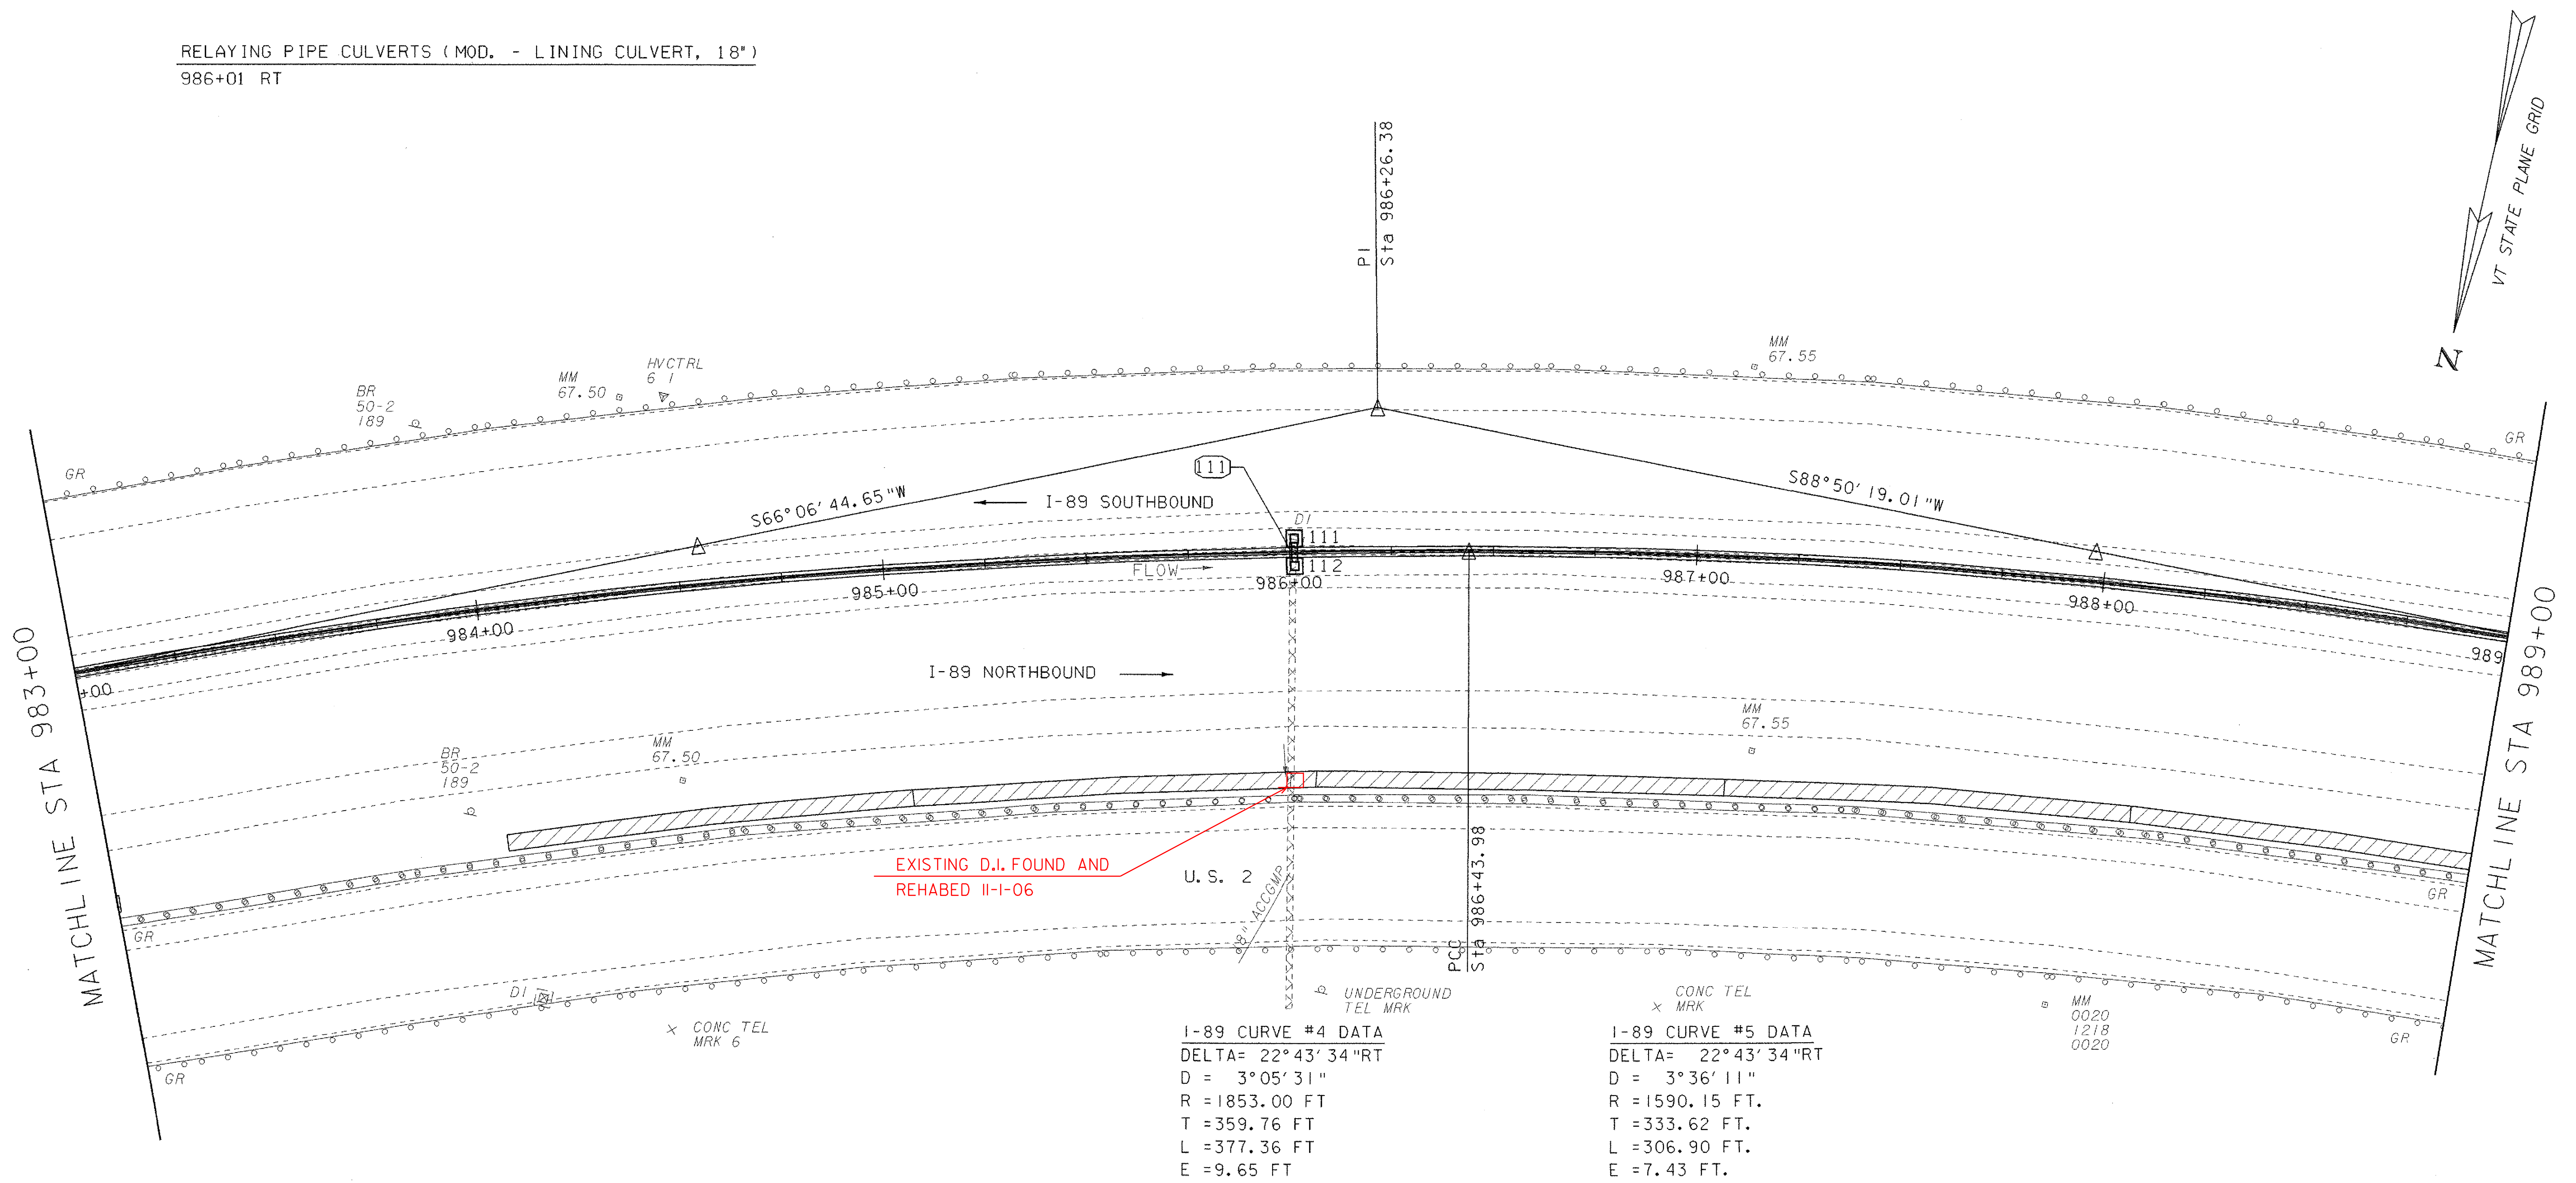 RELAYING PIPE CULVERTS (MOD. - LINING CULVERT, 18")
986+01 RT
VT STATE PLANE GRID
N
PI
Sta 986+26.38
MM
67.55
HVCTRL
6 1
MM
67.50
BR
50-2
189
GR
GR
S66°06'44.65"W
I-89 SOUTHBOUND
111
S88°50'19.01"W
DI
111
112
FLOW
986+00
985+00
984+00
987+00
988+00
989
+00
MATCHLINE STA 983+00
MATCHLINE STA 989+00
I-89 NORTHBOUND
MM
67.55
MM
67.50
BR
50-2
189
EXISTING D.I. FOUND AND
REHABED 11-1-06
U.S. 2
18" ACCGMP
PCC
Sta 986+43.98
GR
GR
DI
UNDERGROUND
TEL MRK
CONC TEL
MRK
CONC TEL
MRK 6
MM
0020
1218
0020
GR
GR
I-89 CURVE #4 DATA
DELTA= 22°43'34"RT
D = 3°05'31"
R =1853.00 FT
T =359.76 FT
L =377.36 FT
E =9.65 FT
I-89 CURVE #5 DATA
DELTA= 22°43'34"RT
D = 3°36'11"
R =1590.15 FT.
T =333.62 FT.
L =306.90 FT.
E =7.43 FT.